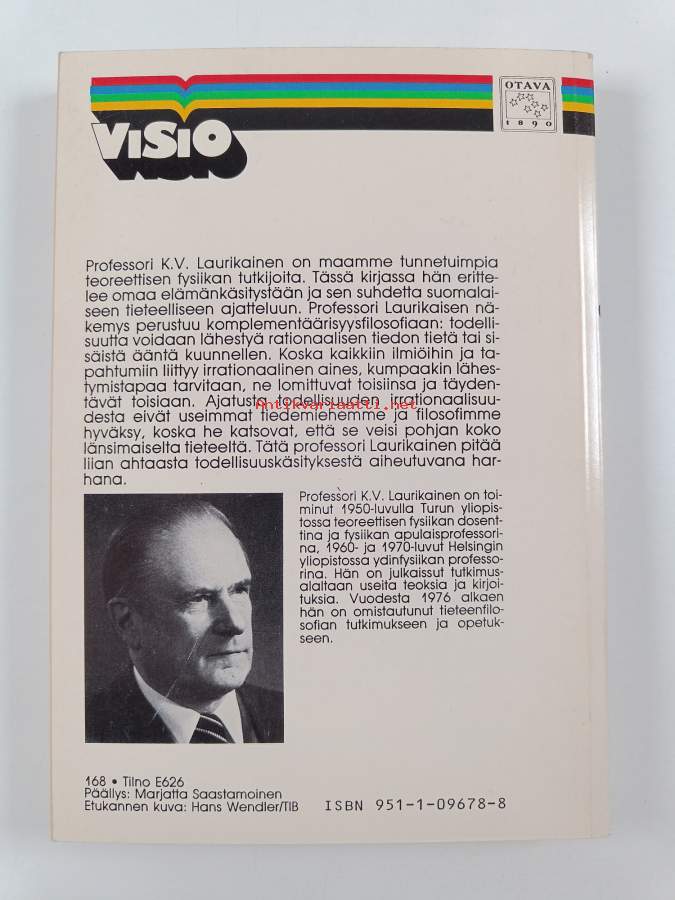 OTAVA
1890
VISIO
Professori K.V. Laurikainen on maamme tunnetuimpia
teoreettisen fysiikan tutkijoita. Tässä kirjassa hän eritte-
lee omaa elämänkäsitystään ja sen suhdetta suomalai-
seen tieteelliseen ajatteluun. Professori Laurikaisen nä-
kemys perustuu komplementäärisyysfilosofiaan: todelli-
suutta voidaan lähestyä rationaalisen tiedon tietä tai si-
säistä ääntä kuunnellen. Koska kaikkiin ilmiöihin ja ta-
pahtumiin liittyy irrationaalinen aines, kumpaakin lähes-
tymistapaa tarvitaan, ne lomittuvat toisiinsa ja täyden-
tävät toisiaan. Ajatusta todellisuuden irrationaalisuu-
desta eivät useimmat tiedemiehemme ja filosofimme
Antikvariaatti.net
hyväksy, koska he katsovat, että se veisi pohjan koko
länsimaiselta tieteeltä. Tätä professori Laurikainen pitää
liian ahtaasta todellisuuskäsityksestä aiheutuvana har-
hana.
Professori K.V. Laurikainen on toi-
minut 1950-luvulla Turun yliopis-
tossa teoreettisen fysiikan dosent-
tina ja fysiikan apulaisprofessori-
na, 1960- ja 1970-luvut Helsingin
yliopistossa ydinfysiikan professo-
rina. Hän on julkaissut tutkimus-
alaltaan useita teoksia ja kirjoi-
tuksia. Vuodesta 1976 alkaen
hän on omistautunut tieteenfilo-
sofian tutkimukseen ja opetuk-
seen.
168 • Tilno E626
Päällys: Marjatta Saastamoinen
Etukannen kuva: Hans Wendler/TIB
ISBN 951-1-09678-8